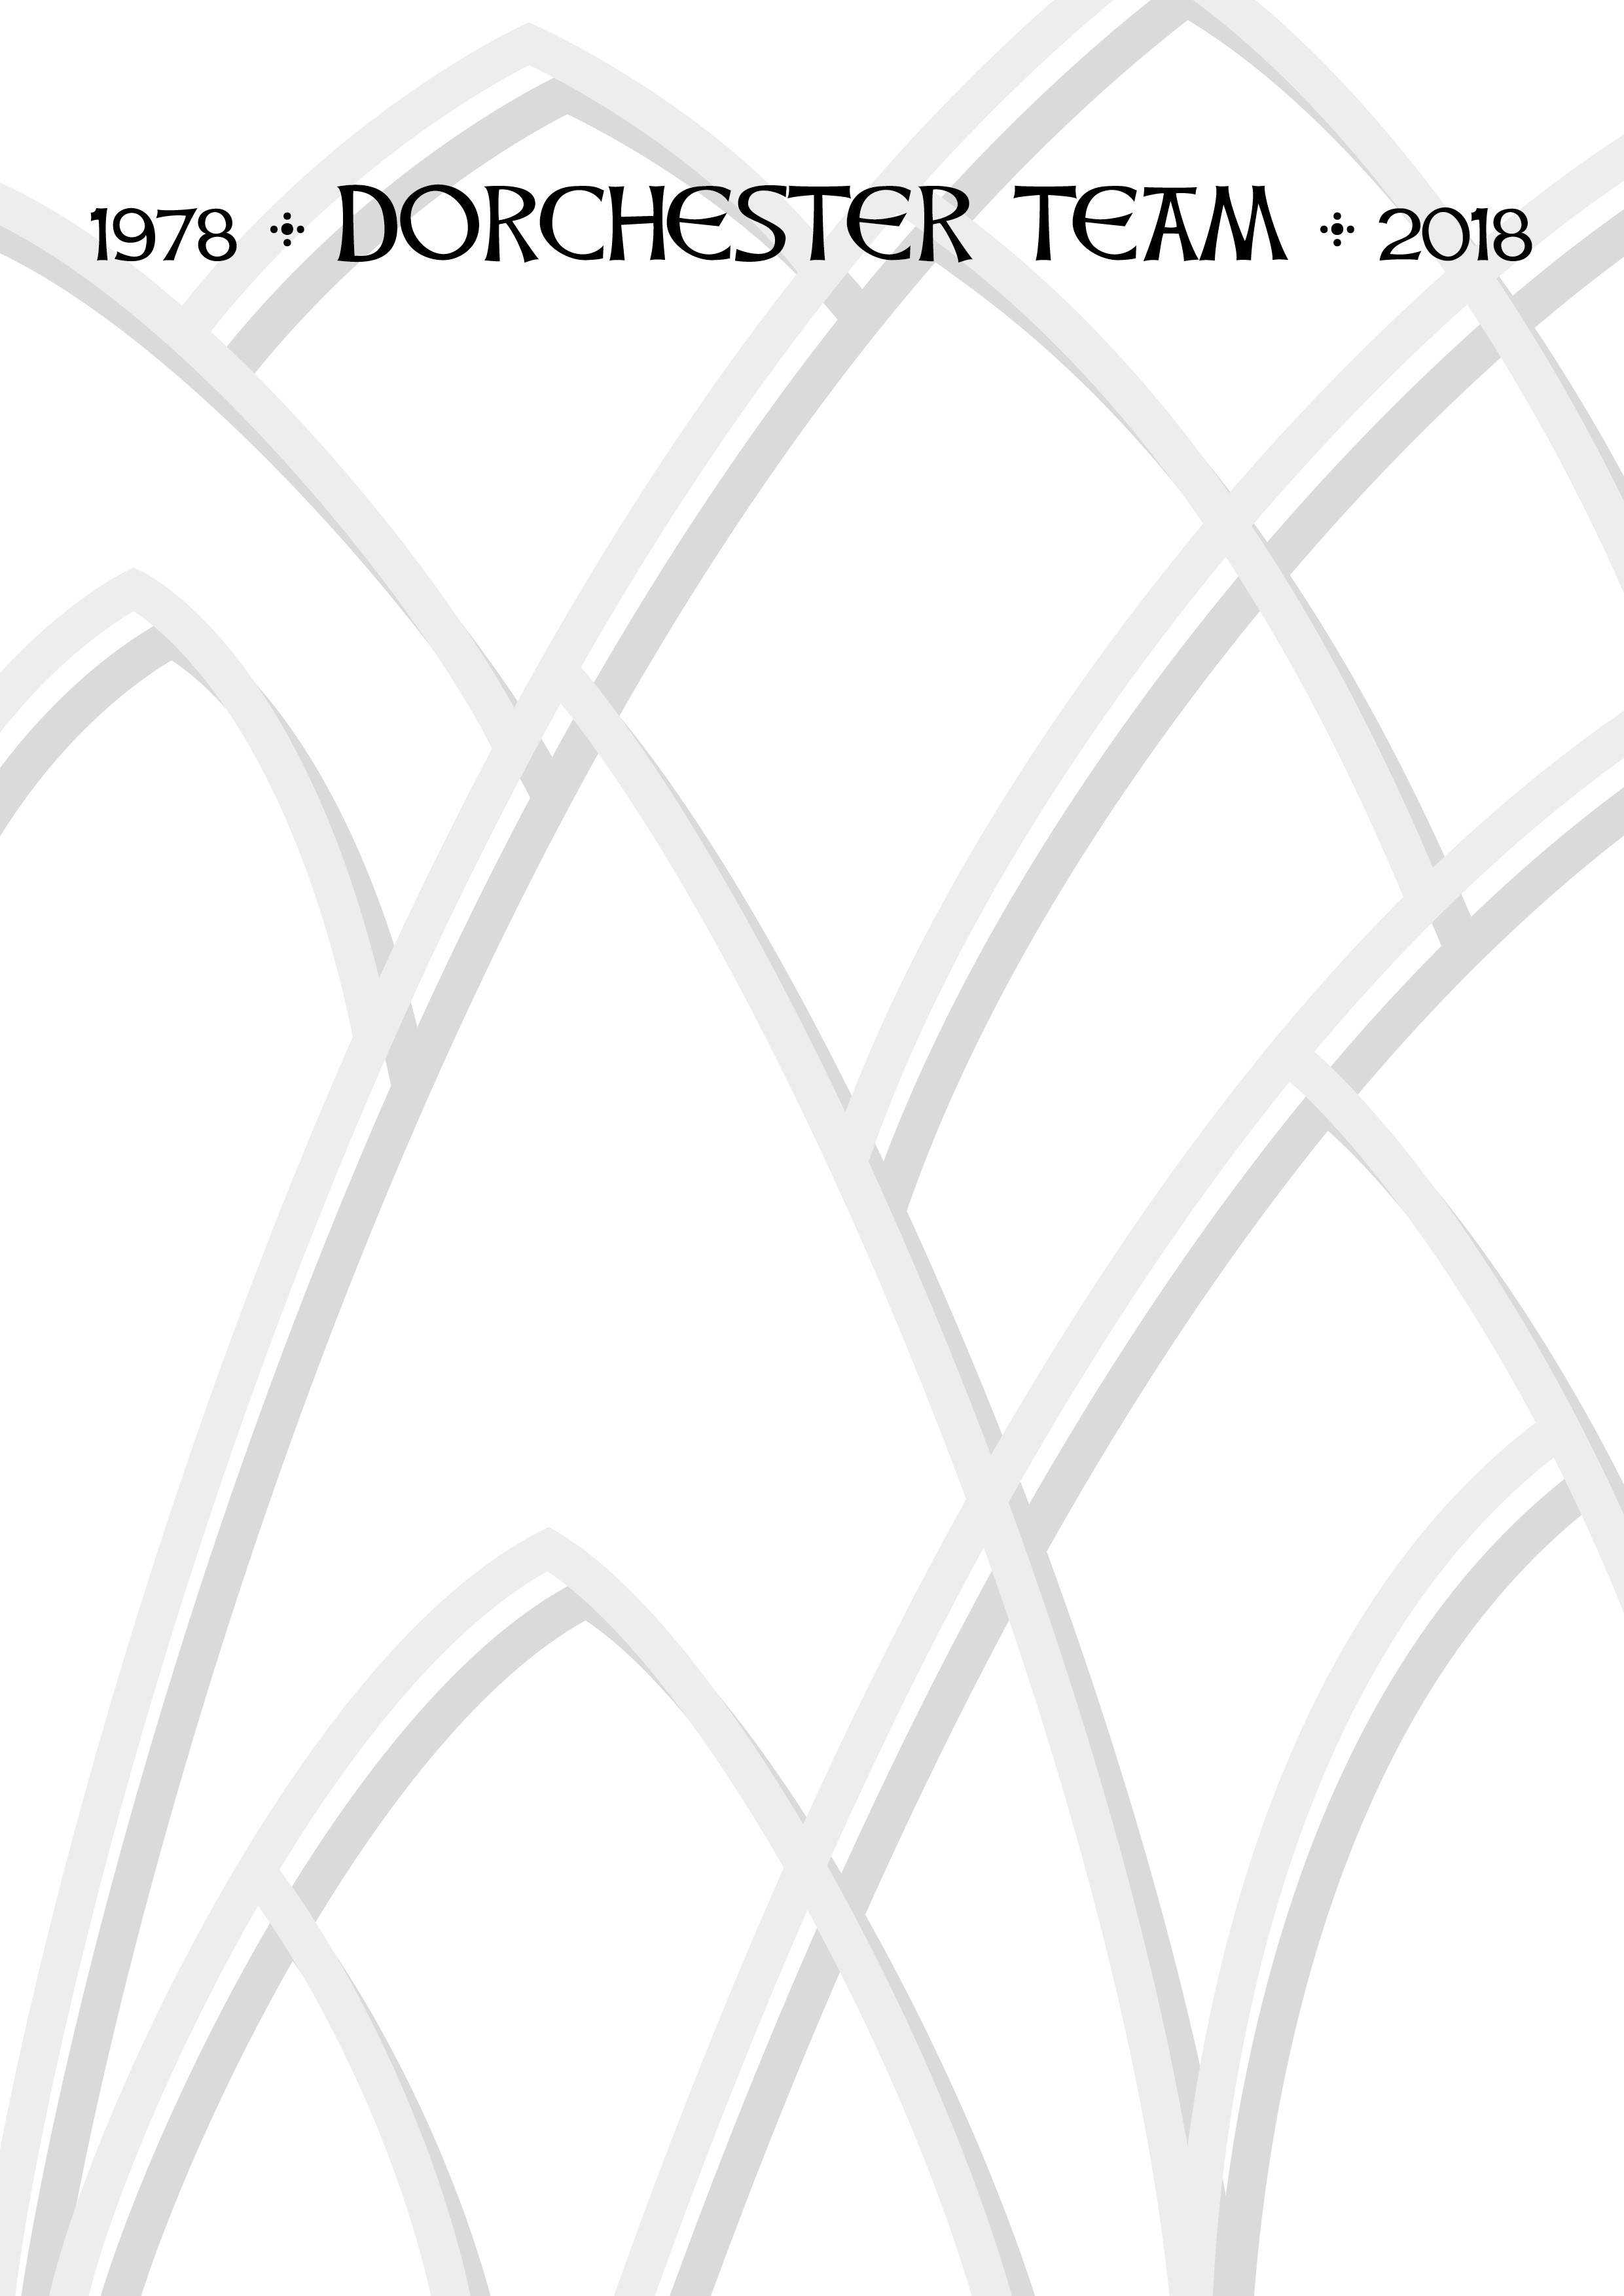 1978 ⁘ DORCHESTER TEAM ⁘ 2018